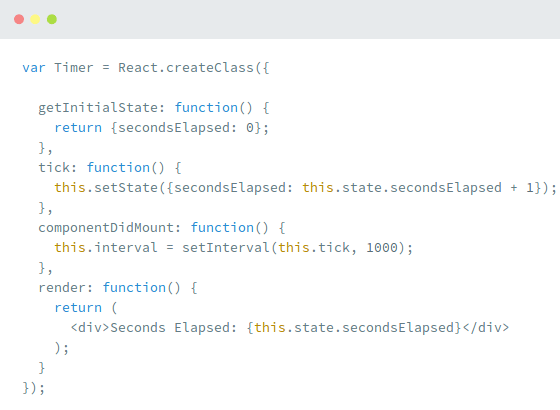 var Timer = React.createClass({
getInitialState: function() {
return {secondsElapsed: 0};
},
tick: function() {
this.setState({secondsElapsed: this.state.secondsElapsed + 1});
},
componentDidMount: function() {
this.interval = setInterval(this.tick, 1000);
},
render: function() {
return (
<div>Seconds Elapsed: {this.state.secondsElapsed}</div>
);
}
});